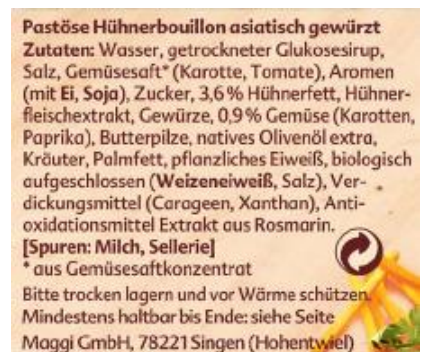 Pastöse Hühnerbouillon asiatisch gewürzt
Zutaten: Wasser, getrockneter Glukosesirup,
Salz, Gemüsesaft* (Karotte, Tomate), Aromen
(mit Ei, Soja), Zucker, 3,6% Hühnerfett, Hühner-
fleischextrakt, Gewürze, 0,9% Gemüse (Karotten,
Paprika), Butterpilze, natives Olivenöl extra,
Kräuter, Palmfett, pflanzliches Eiweiß, biologisch
aufgeschlossen (Weizeneiweiß, Salz), Ver-
dickungsmittel (Carageen, Xanthan), Anti-
oxidationsmittel Extrakt aus Rosmarin.
[Spuren: Milch, Sellerie]
* aus Gemüsesaftkonzentrat
Bitte trocken lagern und vor Wärme schützen.
Mindestens haltbar bis Ende: siehe Seite
Maggi GmbH, 78221 Singen (Hohentwiel)